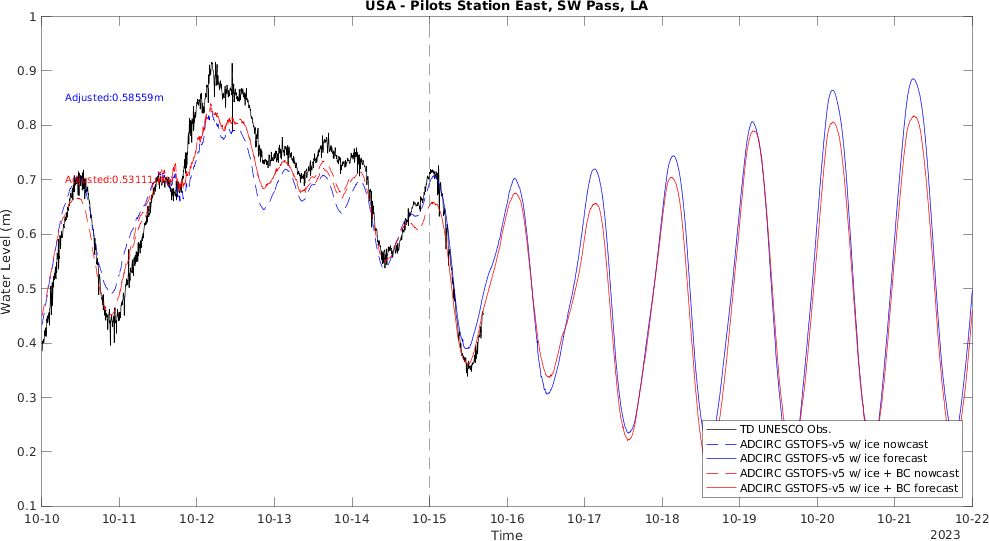 USA - Pilots Station East, SW Pass, LA
1
0.9
0.8
0.7
0.6
0.5
0.4
0.3
0.2
0.1
Water Level (m)
Adjusted:0.58559m
Adjusted:0.53111
TD UNESCO Obs.
ADCIRC GSTOFS-v5 w/ ice nowcast
ADCIRC GSTOFS-v5 w/ ice forecast
ADCIRC GSTOFS-v5 w/ ice + BC nowcast
ADCIRC GSTOFS-v5 w/ ice + BC forecast
10-10 10-11 10-12 10-13 10-14 10-15 10-16 10-17 10-18 10-19 10-20 10-21 10-22
Time
2023